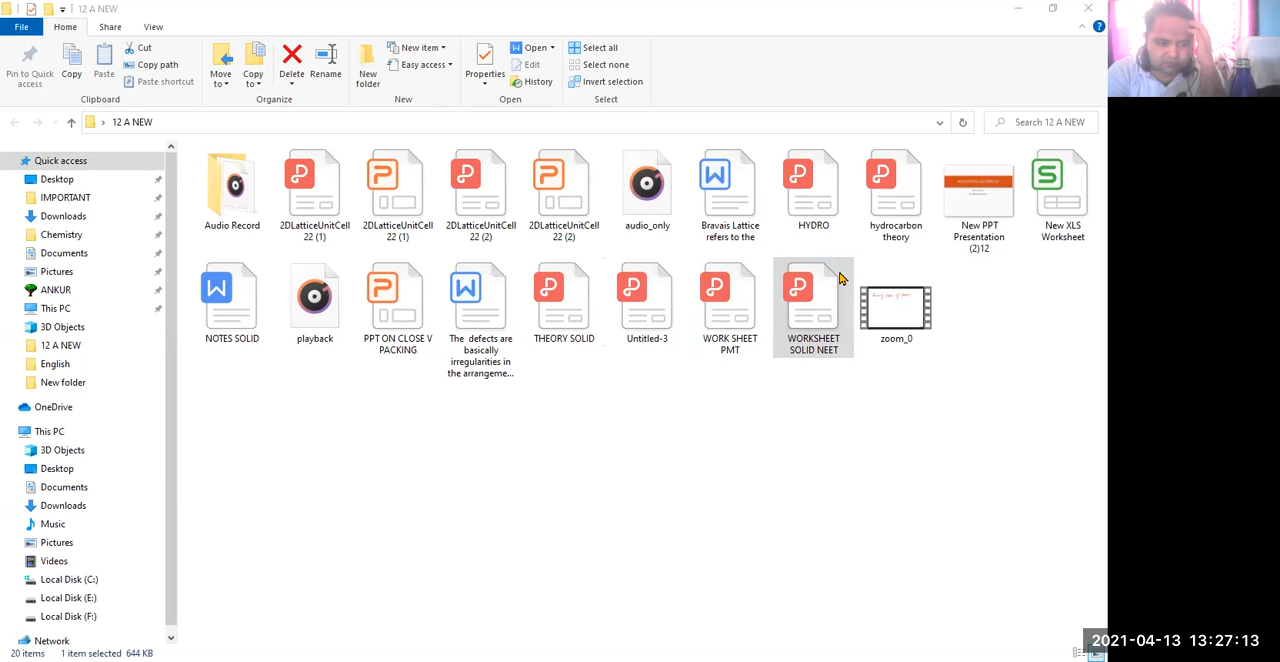 12 A NEW
File Home Share View
Pin to Quick access
Copy
Paste
Cut
Copy path
Paste shortcut
Move to
Copy to
Delete
Rename
New folder
New item
Easy access
Properties
Open
Edit
History
Select all
Select none
Invert selection
Clipboard Organize New Open Select
12 A NEW
Search 12 A NEW
Quick access
Desktop
IMPORTANT
Downloads
Chemistry
Documents
Pictures
ANKUR
This PC
3D Objects
12 A NEW
English
New folder
OneDrive
This PC
3D Objects
Desktop
Documents
Downloads
Music
Pictures
Videos
Local Disk (C:)
Local Disk (E:)
Local Disk (F:)
Network
Audio Record
2DLatticeUnitCell
22 (1)
2DLatticeUnitCell
22 (1)
2DLatticeUnitCell
22 (2)
2DLatticeUnitCell
22 (2)
audio_only
Bravais Lattice
refers to the
HYDRO
hydrocarbon
theory
New PPT
Presentation
(2)12
New XLS
Worksheet
NOTES SOLID
playback
PPT ON CLOSE V
PACKING
The defects are
basically
irregularities in
the arrangeme...
THEORY SOLID
Untitled-3
WORK SHEET
PMT
WORKSHEET
SOLID NEET
zoom_0
20 items 1 item selected 644 KB
2021-04-13 13:27:13